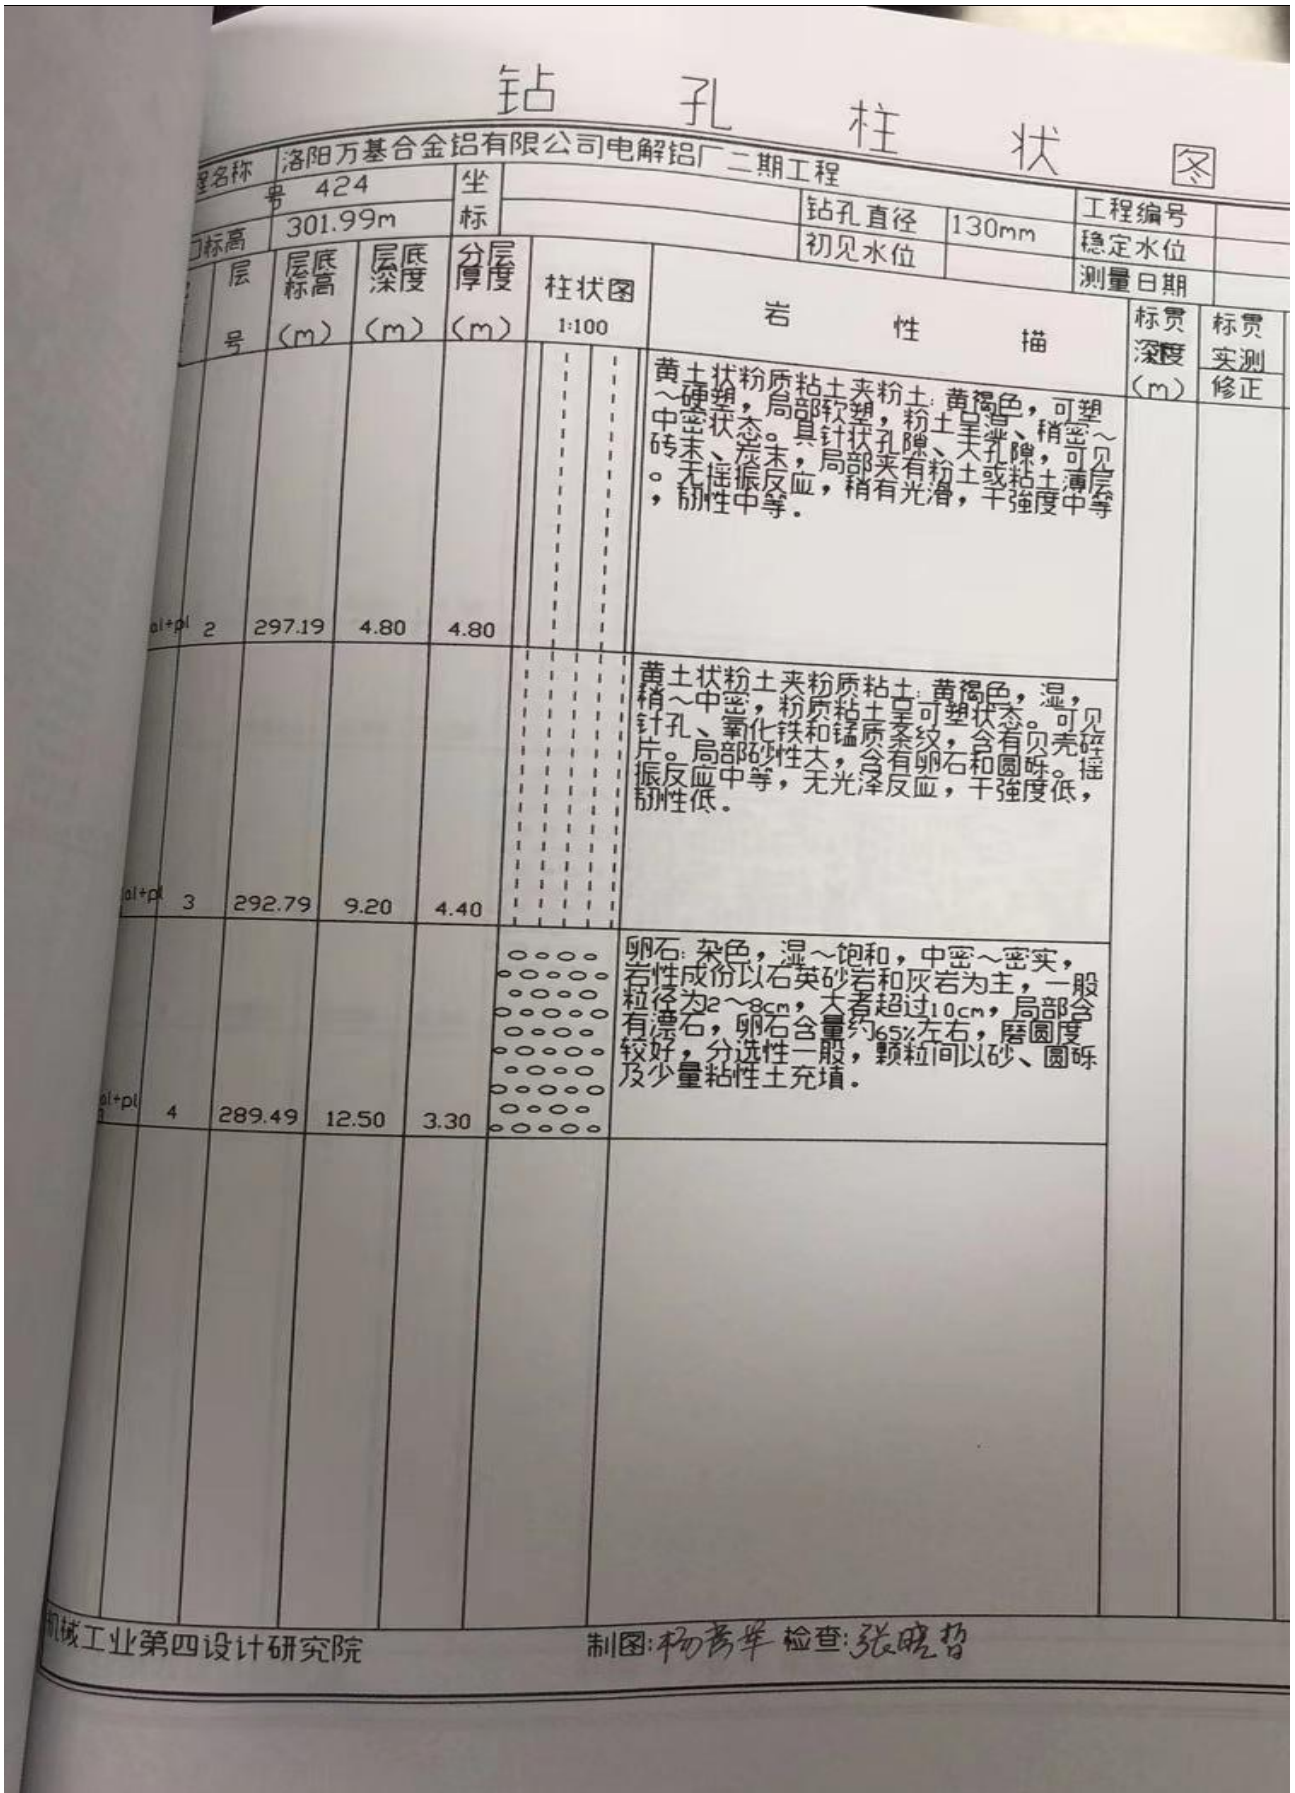 钻孔柱状图
程名称 洛阳万基合金铝有限公司电解铝厂二期工程
号 424 坐标 钻孔直径 130mm 工程编号
口标高 301.99m 初见水位 稳定水位
测量日期
层号 层底标高(m) 层底深度(m) 分层厚度(m) 柱状图 1:100 岩性描 标贯深度(m) 标贯实测 修正
黄土状粉质粘土夹粉土:黄褐色，可塑
～硬塑，局部软塑，粉土呈湿、稍密～
中密状态。具针状孔隙、大孔隙，可见
砖末、炭末，局部夹有粉土或粘土薄层
。无摇振反应，稍有光滑，干強度中等
，韧性中等．
al+pl 2 297.19 4.80 4.80
黄土状粉土夹粉质粘土:黄褐色，湿，
稍～中密，粉质粘土呈可塑状态。可见
针孔、氧化铁和锰质条纹，含有贝壳碎
片。局部砂性大，含有卵石和圆砾。摇
振反应中等，无光泽反应，干強度低，
韧性低．
al+pl 3 292.79 9.20 4.40
卵石:杂色，湿～饱和，中密～密实，
岩性成份以石英砂岩和灰岩为主，一般
粒径为2～8cm，大者超过10cm，局部含
有漂石，卵石含量约65%左右，磨圆度
较好，分选性一般，颗粒间以砂、圆砾
及少量粘性土充填．
al+pl 4 289.49 12.50 3.30
机械工业第四设计研究院 制图: 检查:张晓哲